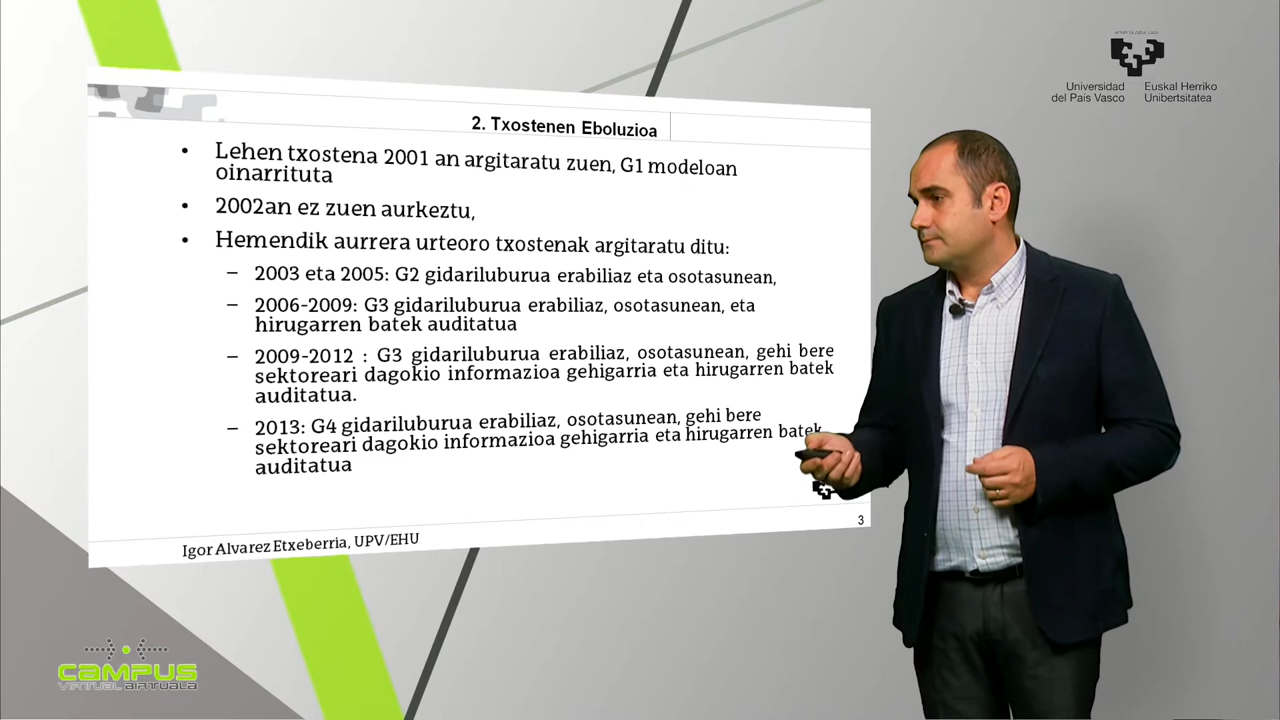 Universidad
del País Vasco
Euskal Herriko
Unibertsitatea
2. Txostenen Eboluzioa
• Lehen txostena 2001 an argitaratu zuen, G1 modeloan
oinarrituta
• 2002an ez zuen aurkeztu,
• Hemendik aurrera urteoro txostenak argitaratu ditu:
– 2003 eta 2005: G2 gidariluburua erabiliaz eta osotasunean,
– 2006-2009: G3 gidariluburua erabiliaz, osotasunean, eta
hirugarren batek auditatua
– 2009-2012 : G3 gidariluburua erabiliaz, osotasunean, gehi bere
sektoreari dagokio informazioa gehigarria eta hirugarren batek
auditatua.
– 2013: G4 gidariluburua erabiliaz, osotasunean, gehi bere
sektoreari dagokio informazioa gehigarria eta hirugarren batek
auditatua
3
Igor Alvarez Etxeberria, UPV/EHU
CAMPUS
VIRTUAL BIRTUALA